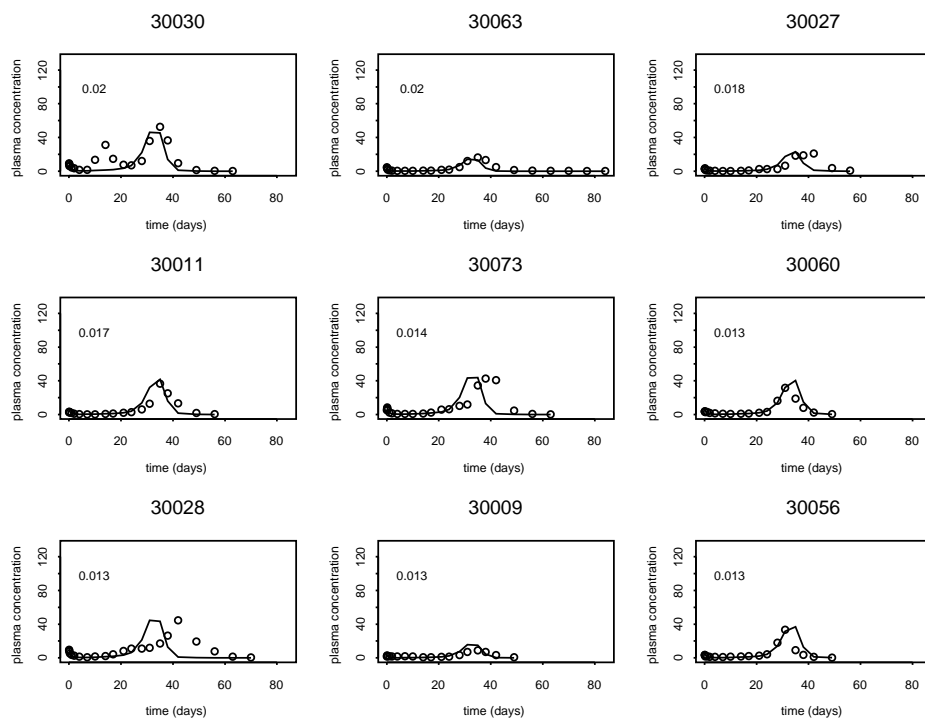 30030 30063 30027
plasma concentration
0 40 80 120
0.02
0 20 40 60 80
time (days)
plasma concentration
0 40 80 120
0.02
0 20 40 60 80
time (days)
plasma concentration
0 40 80 120
0.018
0 20 40 60 80
time (days)
30011 30073 30060
plasma concentration
0 40 80 120
0.017
0 20 40 60 80
time (days)
plasma concentration
0 40 80 120
0.014
0 20 40 60 80
time (days)
plasma concentration
0 40 80 120
0.013
0 20 40 60 80
time (days)
30028 30009 30056
plasma concentration
0 40 80 120
0.013
0 20 40 60 80
time (days)
plasma concentration
0 40 80 120
0.013
0 20 40 60 80
time (days)
plasma concentration
0 40 80 120
0.013
0 20 40 60 80
time (days)